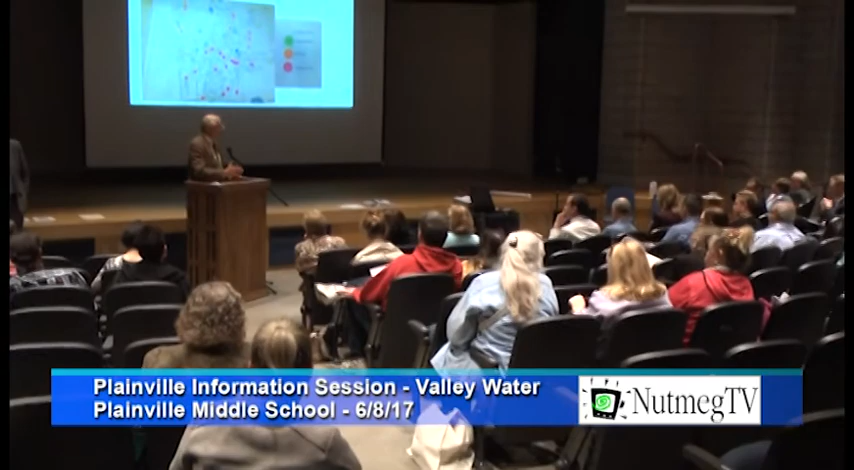 Plainville Information Session - Valley Water
Plainville Middle School - 6/8/17
NutmegTV